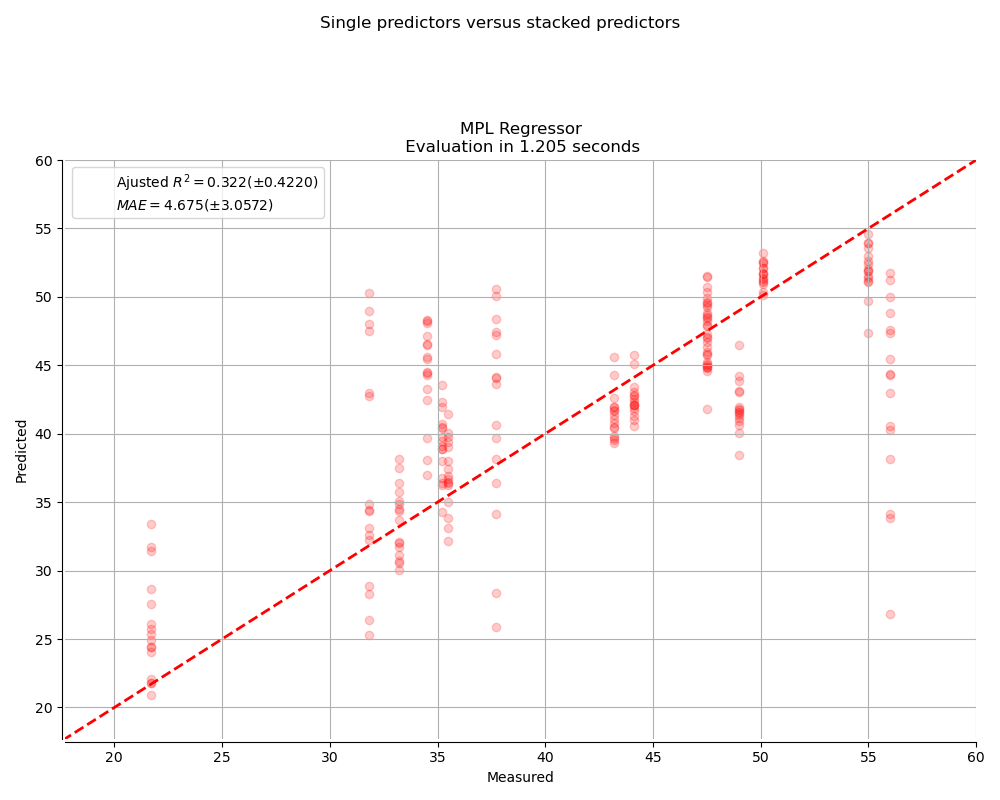 Single predictors versus stacked predictors
MPL Regressor
Evaluation in 1.205 seconds
Ajusted $R^2 = 0.322(±0.4220)$
$MAE = 4.675(±3.0572)$
60
55
50
45
40
35
30
25
20
Predicted
20 25 30 35 40 45 50 55 60
Measured